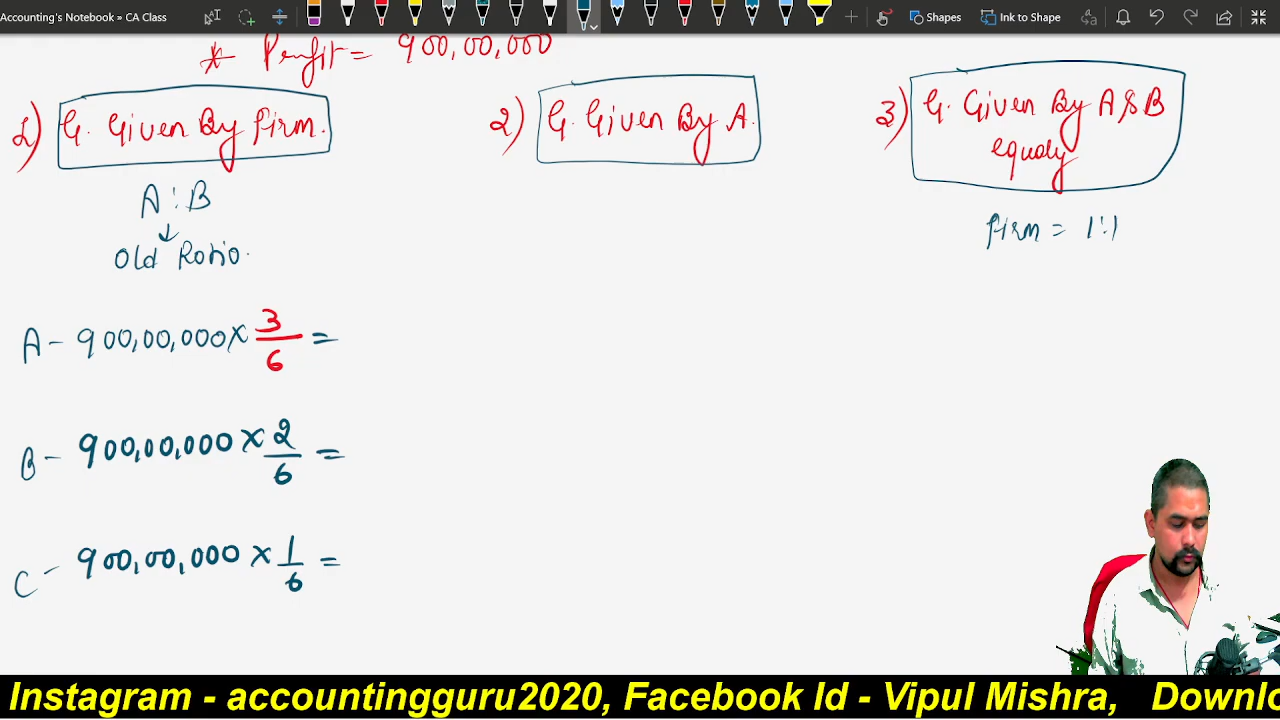 Accounting's Notebook » CA Class
Shapes
Ink to Shape
* Profit = 900,00,000
1) G. Given By firm.
2) G. Given By A.
3) G. Given By A & B
equaly
A : B
Old Ratio.
firm = 1:1
A - 900,00,000 × 3/6 =
B - 900,00,000 × 2/6 =
C - 900,00,000 × 1/6 =
Instagram - accountingguru2020, Facebook Id - Vipul Mishra, Downlo